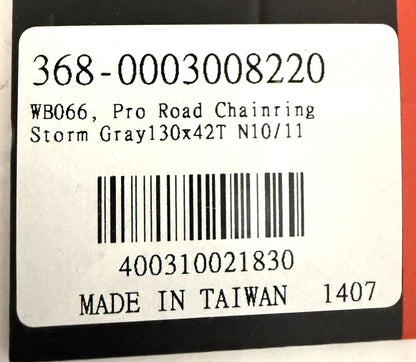 368-0003008220
WB066, Pro Road Chainring
Storm Gray130x42T N10/11
400310021830
MADE IN TAIWAN 1407